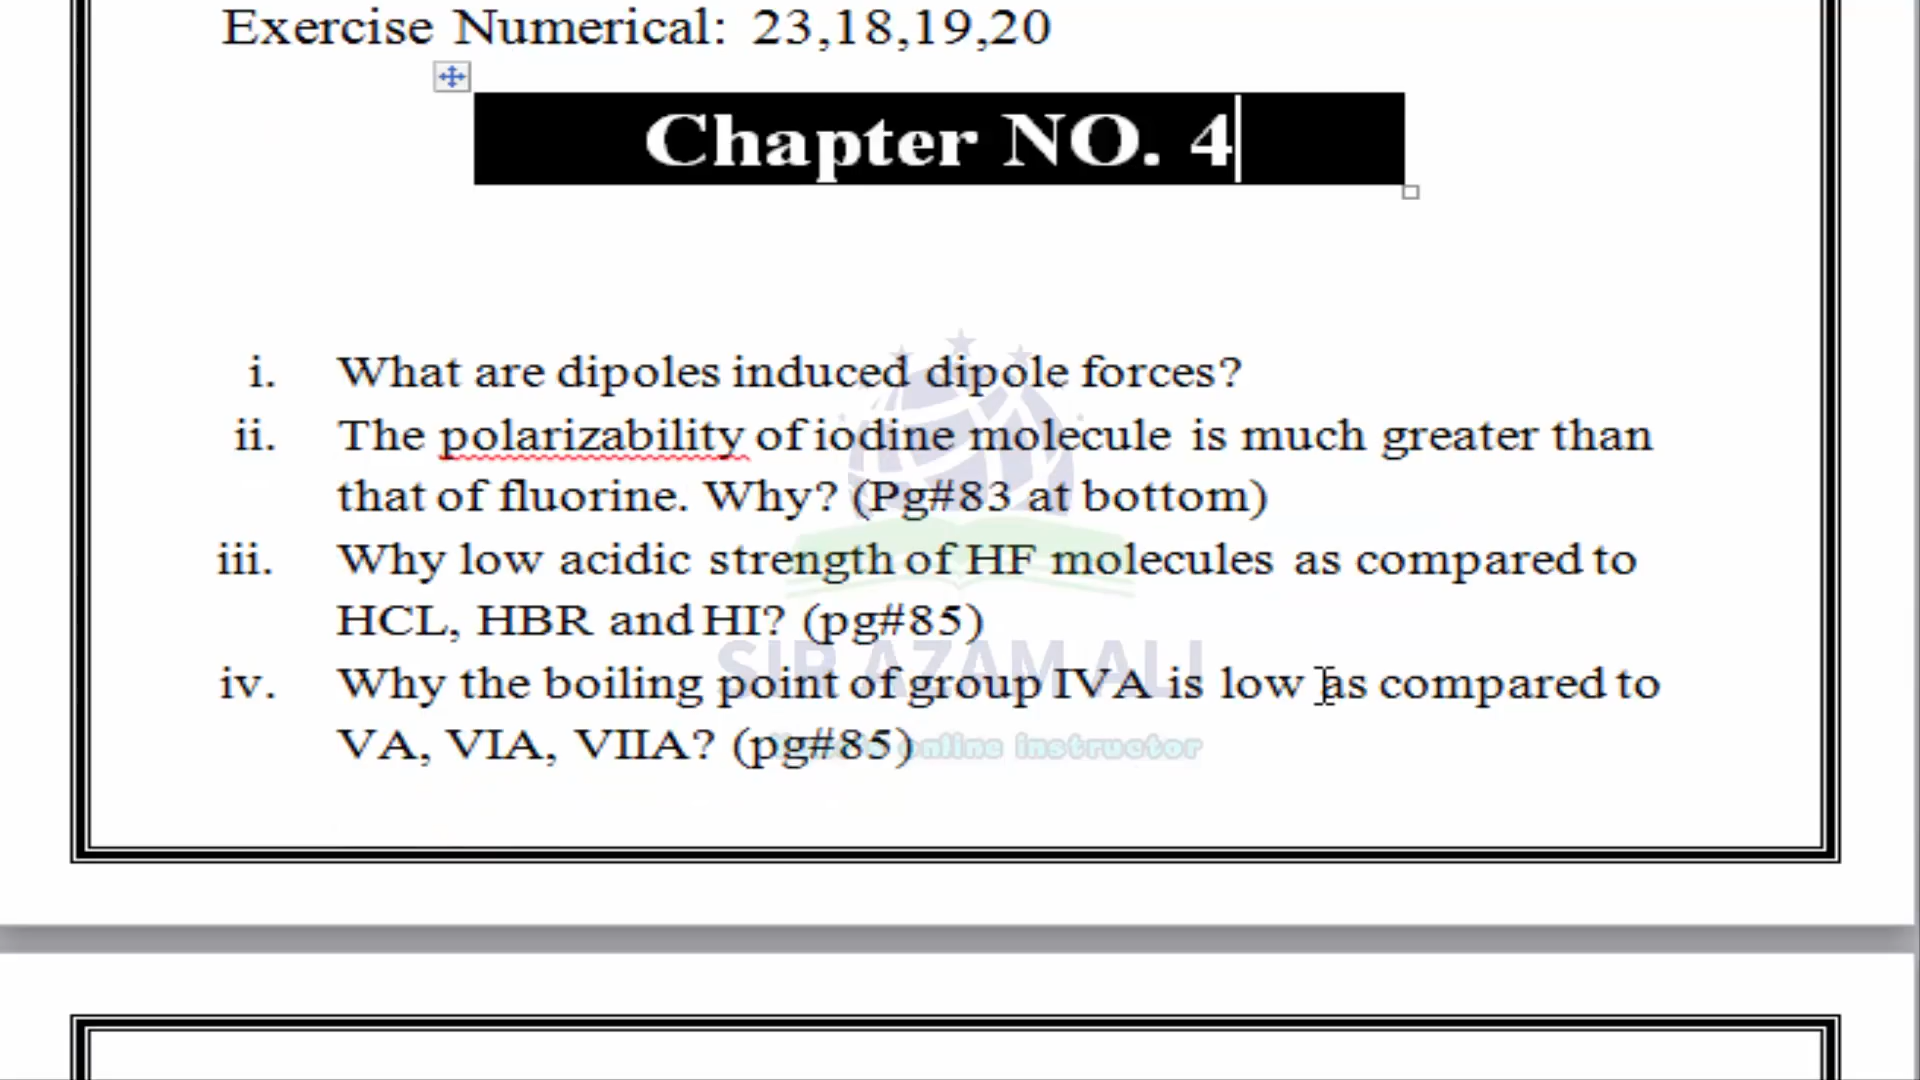 Exercise Numerical: 23,18,19,20
Chapter NO. 4
i. What are dipoles induced dipole forces?
ii. The polarizability of iodine molecule is much greater than
that of fluorine. Why? (Pg#83 at bottom)
iii. Why low acidic strength of HF molecules as compared to
HCL, HBR and HI? (pg#85)
SIR AZAM ALI
iv. Why the boiling point of group IVA is low as compared to
VA, VIA, VIIA? (pg#85)
online instructor